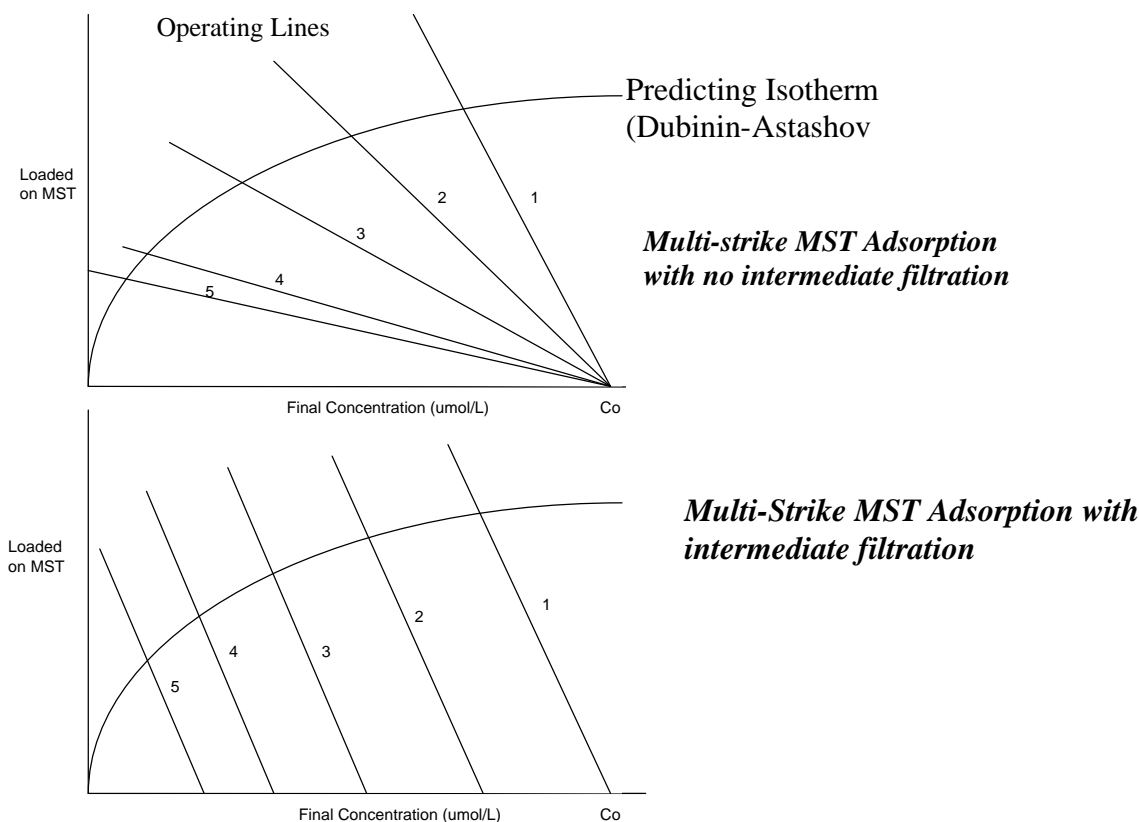 Operating Lines
Predicting Isotherm
(Dubinin-Astashov
Loaded
on MST
1
2
3
4
5
Multi-strike MST Adsorption
with no intermediate filtration
Final Concentration (umol/L)
Co
Multi-Strike MST Adsorption with
intermediate filtration
Loaded
on MST
1
2
3
4
5
Final Concentration (umol/L)
Co